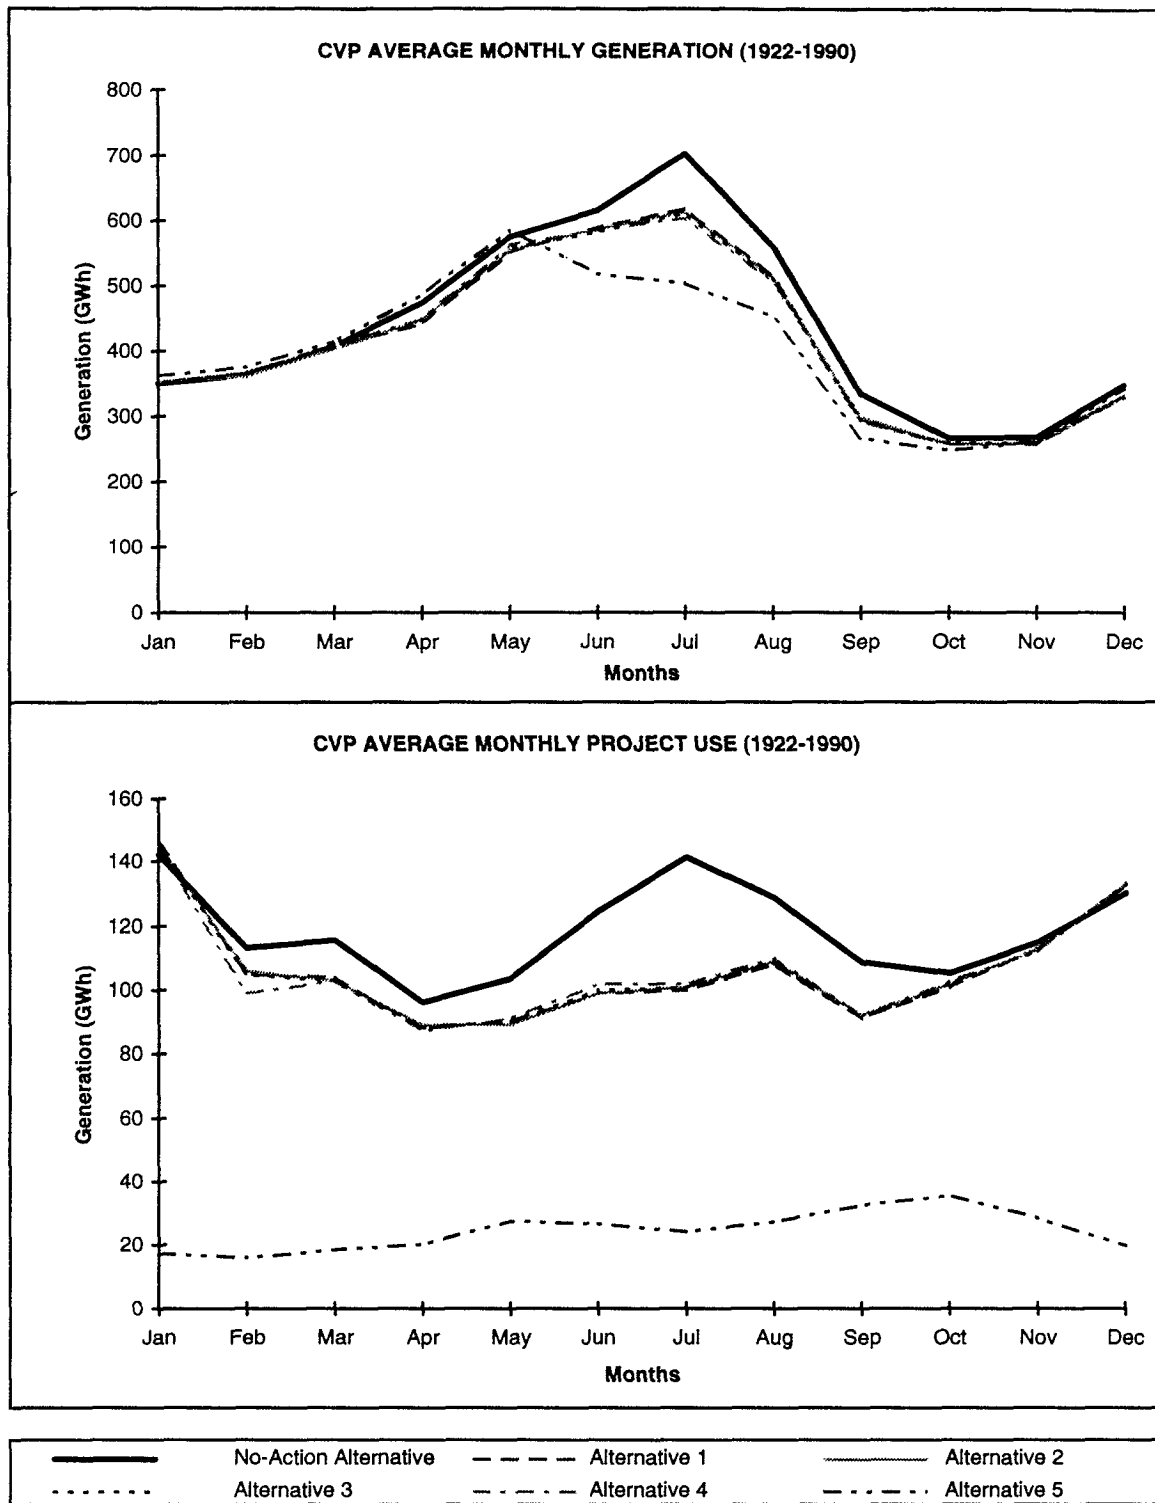 CVP AVERAGE MONTHLY GENERATION (1922-1990)
800
700
600
500
400
300
200
100
0
Generation (GWh)
Jan Feb Mar Apr May Jun Jul Aug Sep Oct Nov Dec
Months
CVP AVERAGE MONTHLY PROJECT USE (1922-1990)
160
140
120
100
80
60
40
20
0
Generation (GWh)
Jan Feb Mar Apr May Jun Jul Aug Sep Oct Nov Dec
Months
No-Action Alternative Alternative 1 Alternative 2
Alternative 3 Alternative 4 Alternative 5